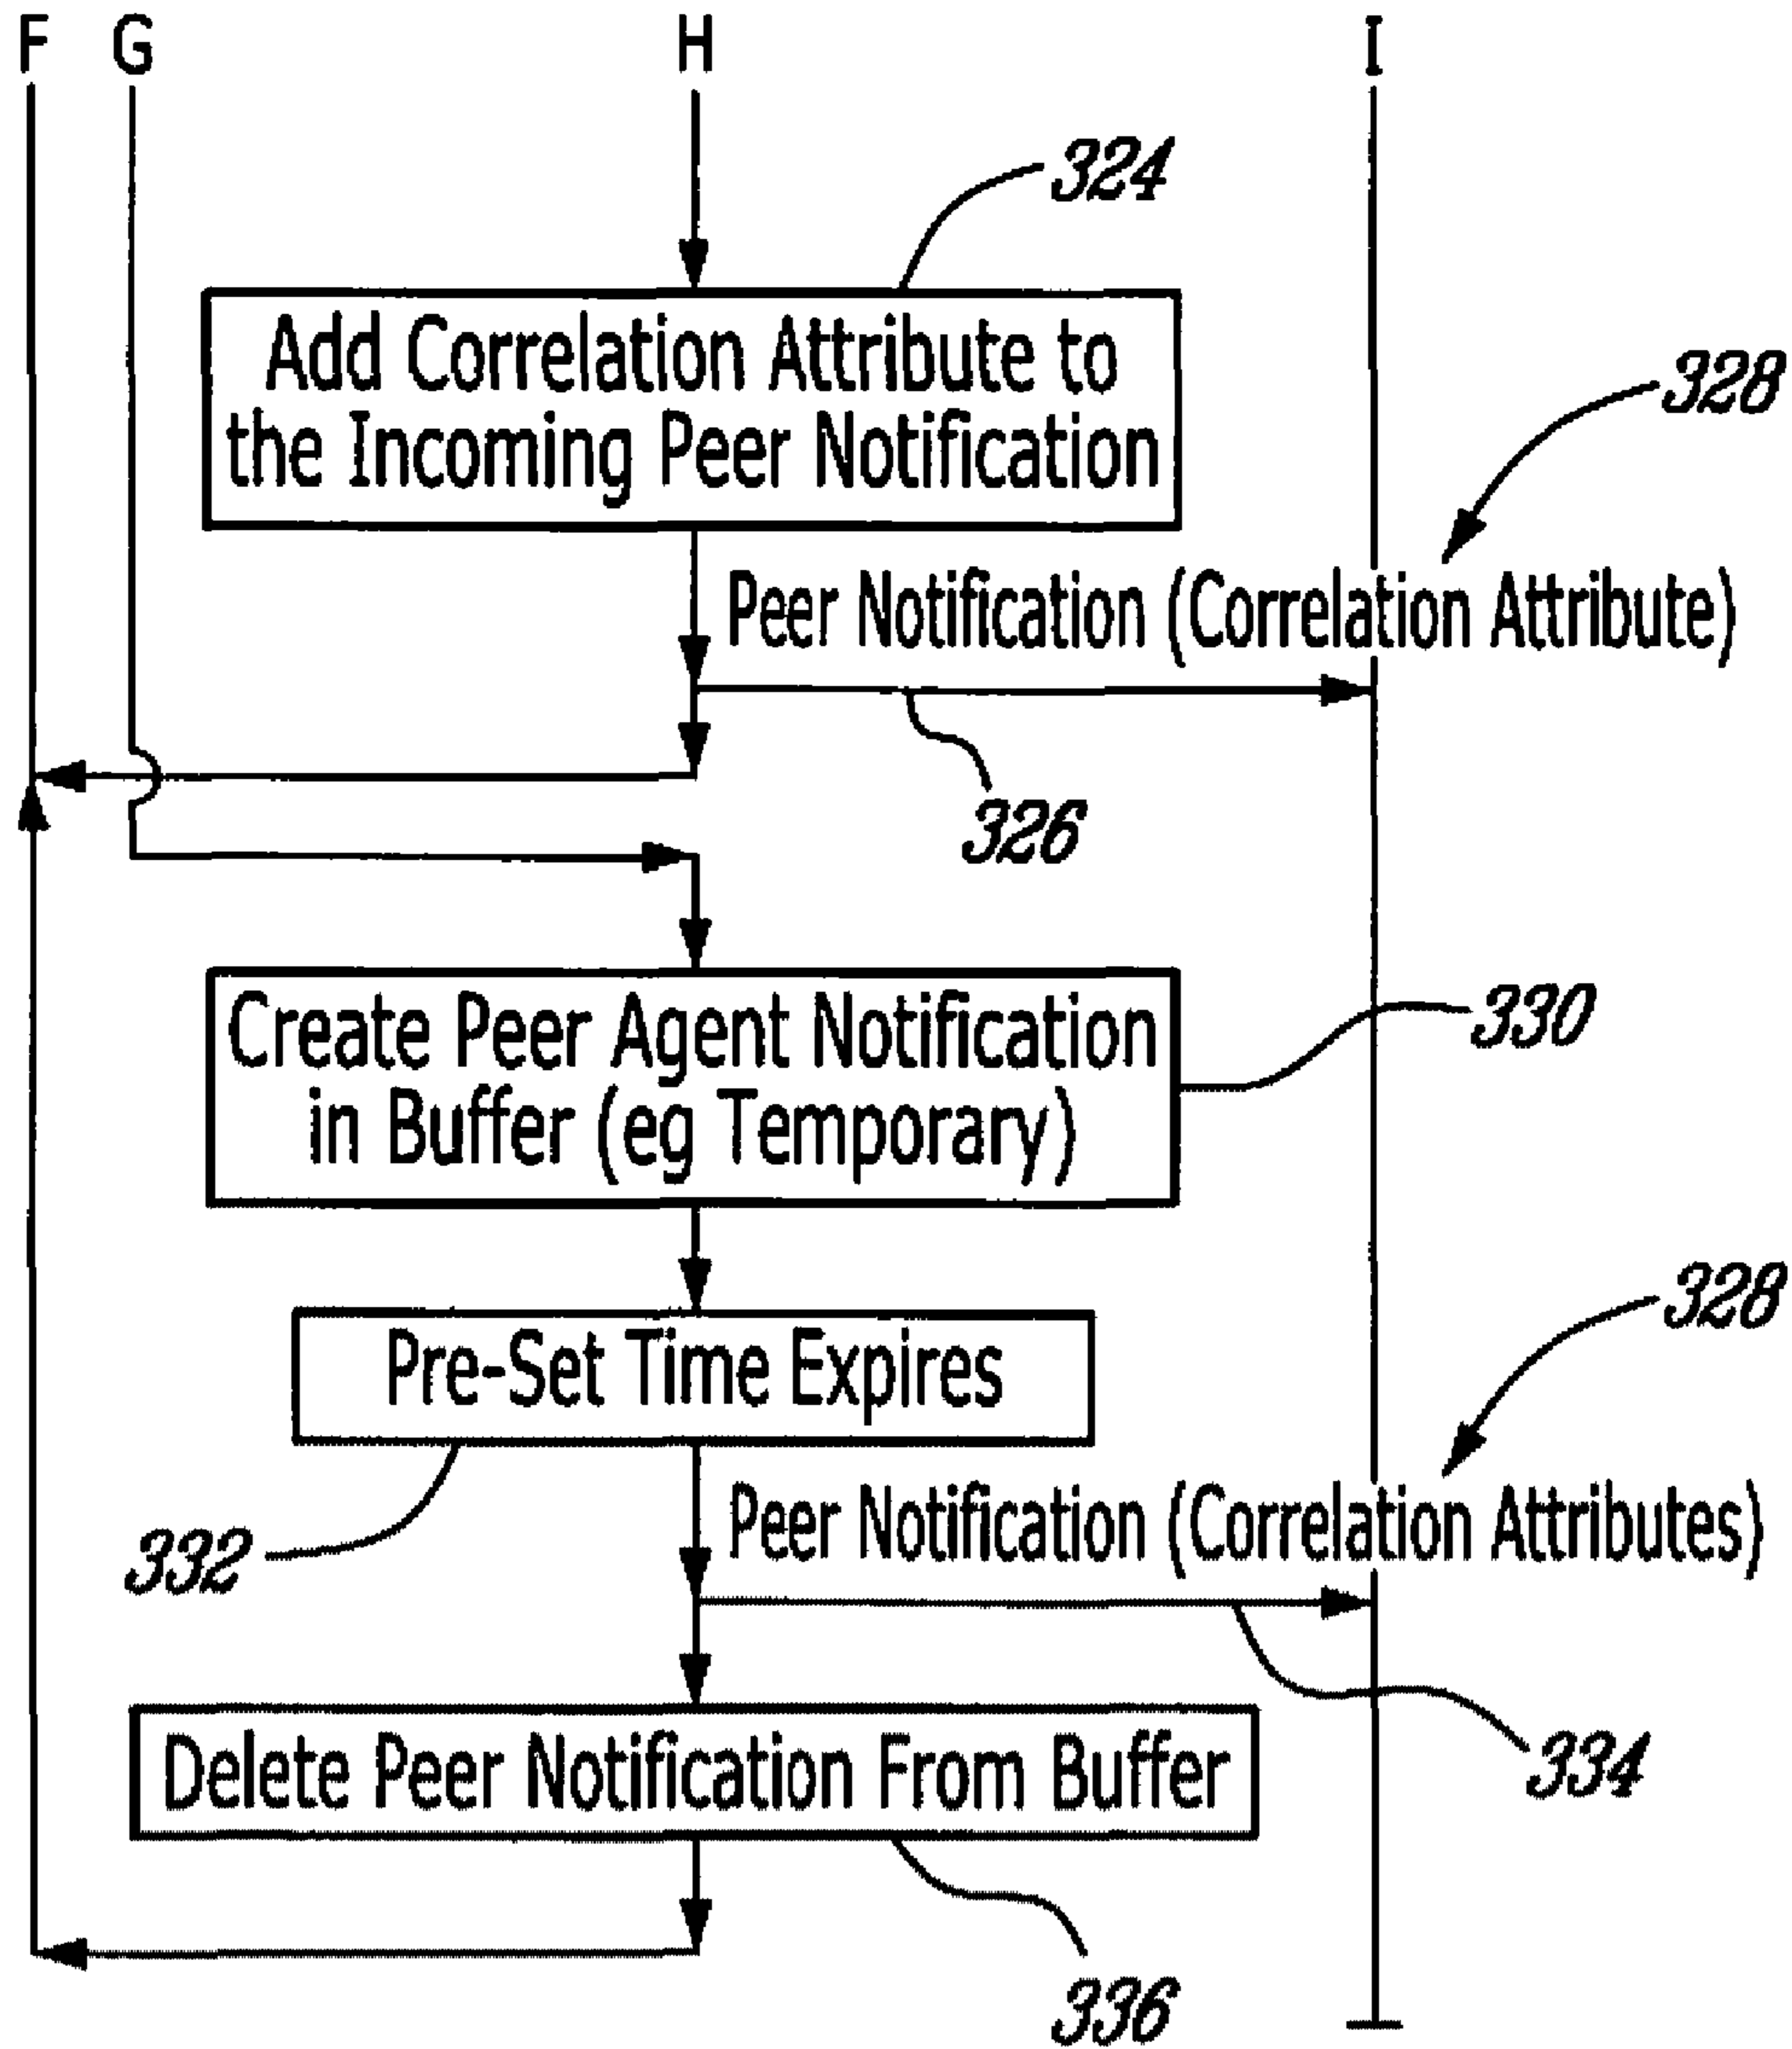 F G H I
324
Add Correlation Attribute to
the Incoming Peer Notification
328
Peer Notification (Correlation Attribute)
326
Create Peer Agent Notification
in Buffer (eg Temporary)
330
Pre-Set Time Expires
328
332
Peer Notification (Correlation Attributes)
334
Delete Peer Notification From Buffer
336